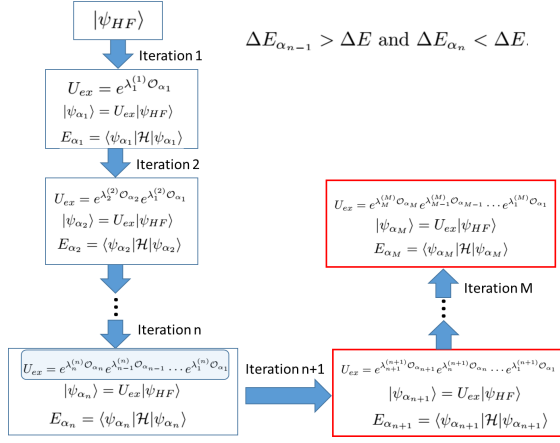 |ψ_{HF}⟩
ΔE_{α_{n−1}} > ΔE and ΔE_{α_n} < ΔE.
Iteration 1
U_{ex} = e^{λ_1^{(1)} O_{α_1}}
|ψ_{α_1}⟩ = U_{ex}|ψ_{HF}⟩
E_{α_1} = ⟨ψ_{α_1}|H|ψ_{α_1}⟩
Iteration 2
U_{ex} = e^{λ_2^{(2)} O_{α_2}} e^{λ_1^{(2)} O_{α_1}}
|ψ_{α_2}⟩ = U_{ex}|ψ_{HF}⟩
E_{α_2} = ⟨ψ_{α_2}|H|ψ_{α_2}⟩
Iteration n
U_{ex} = e^{λ_n^{(n)} O_{α_n}} e^{λ_{n−1}^{(n)} O_{α_{n−1}}} ⋯ e^{λ_1^{(n)} O_{α_1}}
|ψ_{α_n}⟩ = U_{ex}|ψ_{HF}⟩
E_{α_n} = ⟨ψ_{α_n}|H|ψ_{α_n}⟩
Iteration n+1
U_{ex} = e^{λ_{n+1}^{(n+1)} O_{α_{n+1}}} e^{λ_n^{(n+1)} O_{α_n}} ⋯ e^{λ_1^{(n+1)} O_{α_1}}
|ψ_{α_{n+1}}⟩ = U_{ex}|ψ_{HF}⟩
E_{α_{n+1}} = ⟨ψ_{α_{n+1}}|H|ψ_{α_{n+1}}⟩
Iteration M
U_{ex} = e^{λ_M^{(M)} O_{α_M}} e^{λ_{M−1}^{(M)} O_{α_{M−1}}} ⋯ e^{λ_1^{(M)} O_{α_1}}
|ψ_{α_M}⟩ = U_{ex}|ψ_{HF}⟩
E_{α_M} = ⟨ψ_{α_M}|H|ψ_{α_M}⟩